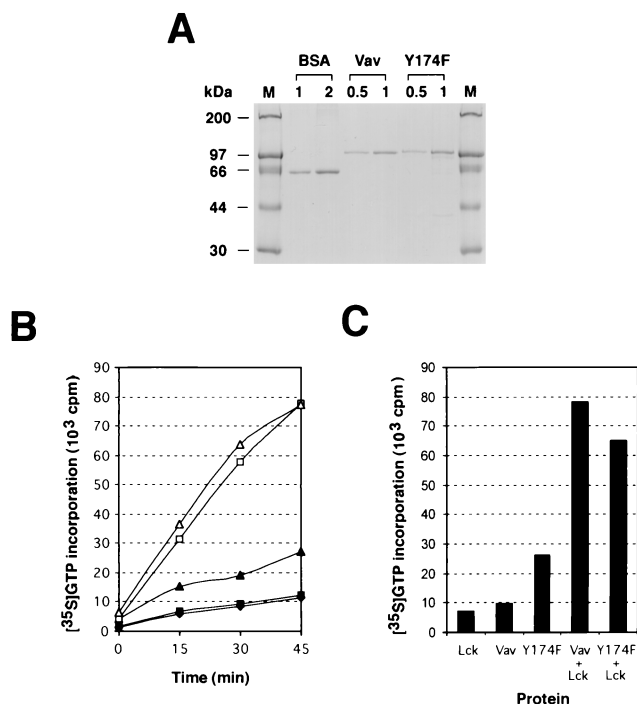 A
BSA Vav Y174F
kDa M 1 2 0.5 1 0.5 1 M
200
97
66
44
30
B
[35S]GTP incorporation (10³ cpm)
90
80
70
60
50
40
30
20
10
0
0 15 30 45
Time (min)
C
[35S]GTP incorporation (10³ cpm)
90
80
70
60
50
40
30
20
10
0
Lck Vav Y174F Vav + Lck Y174F + Lck
Protein